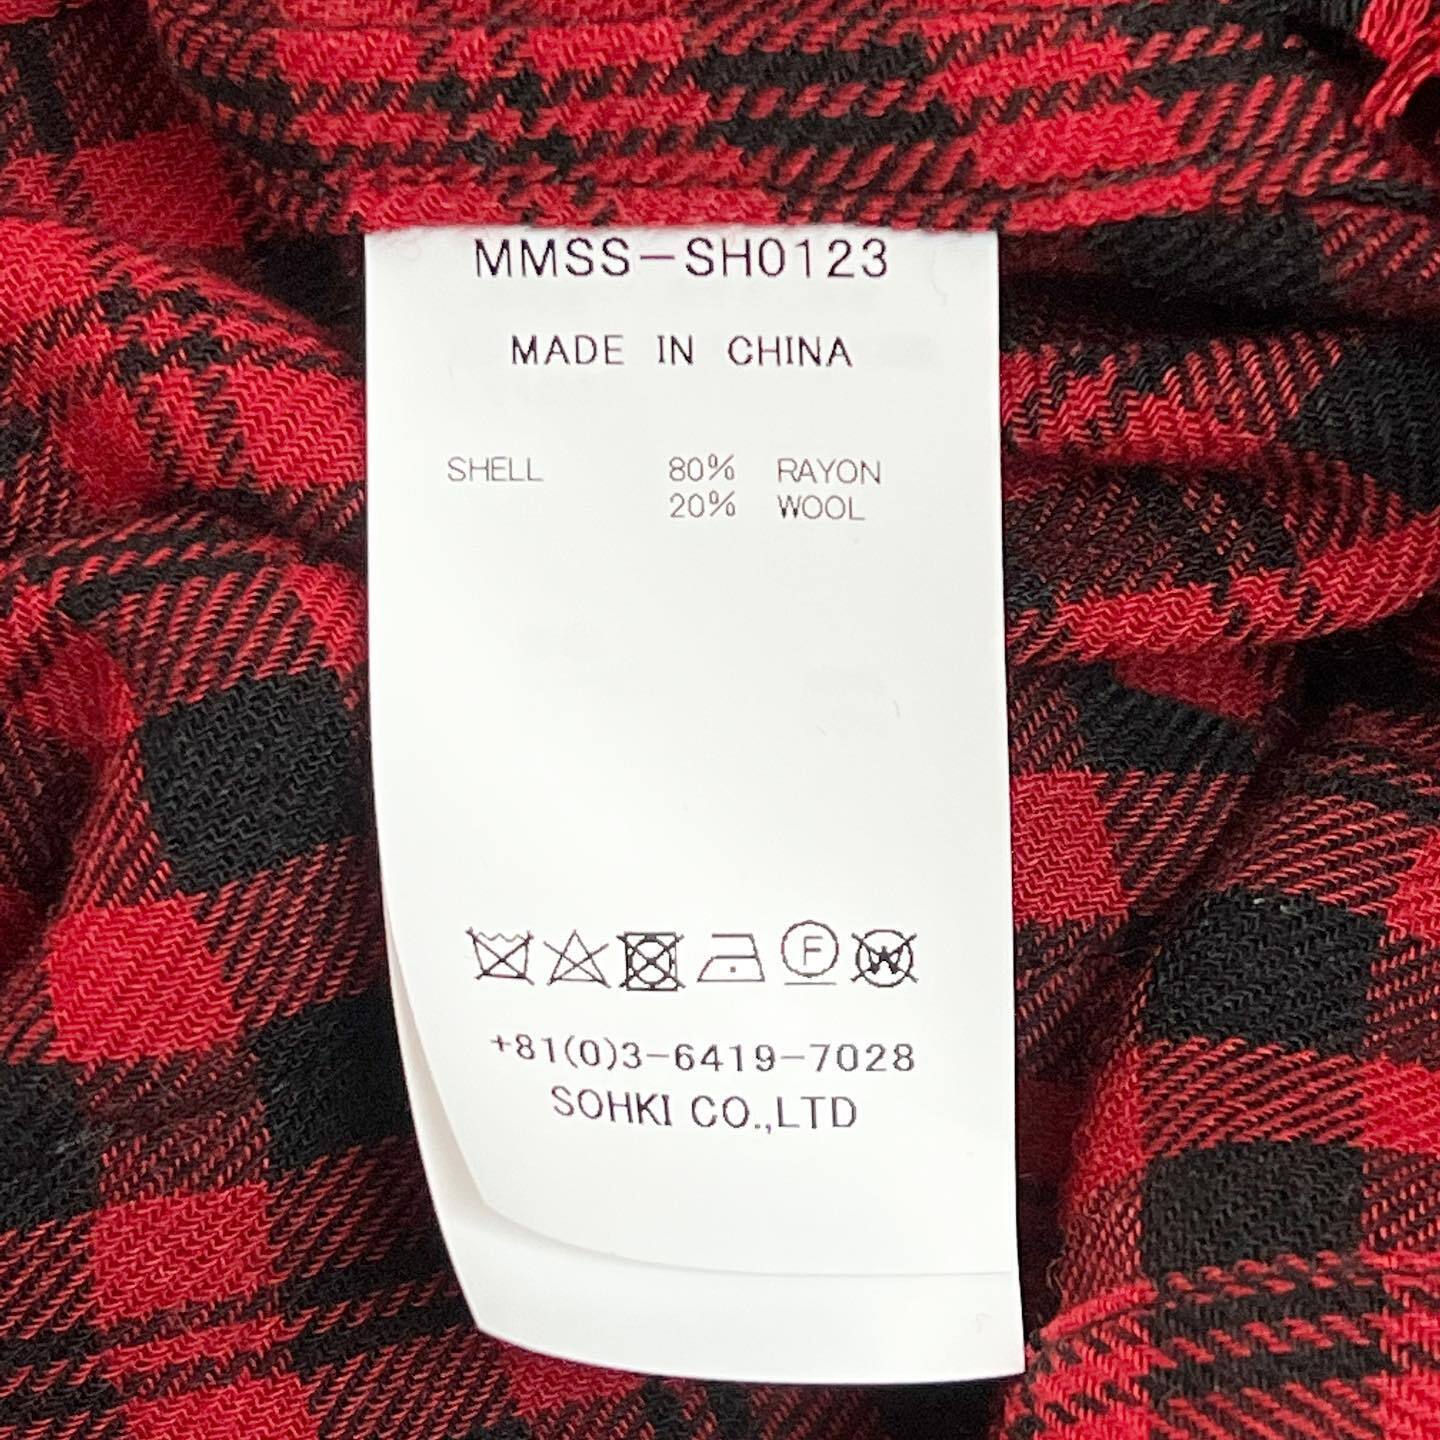 MMSS-SH0123
MADE IN CHINA
SHELL 80% RAYON
20% WOOL
F W
+81(0)3-6419-7028
SOHKI CO.,LTD